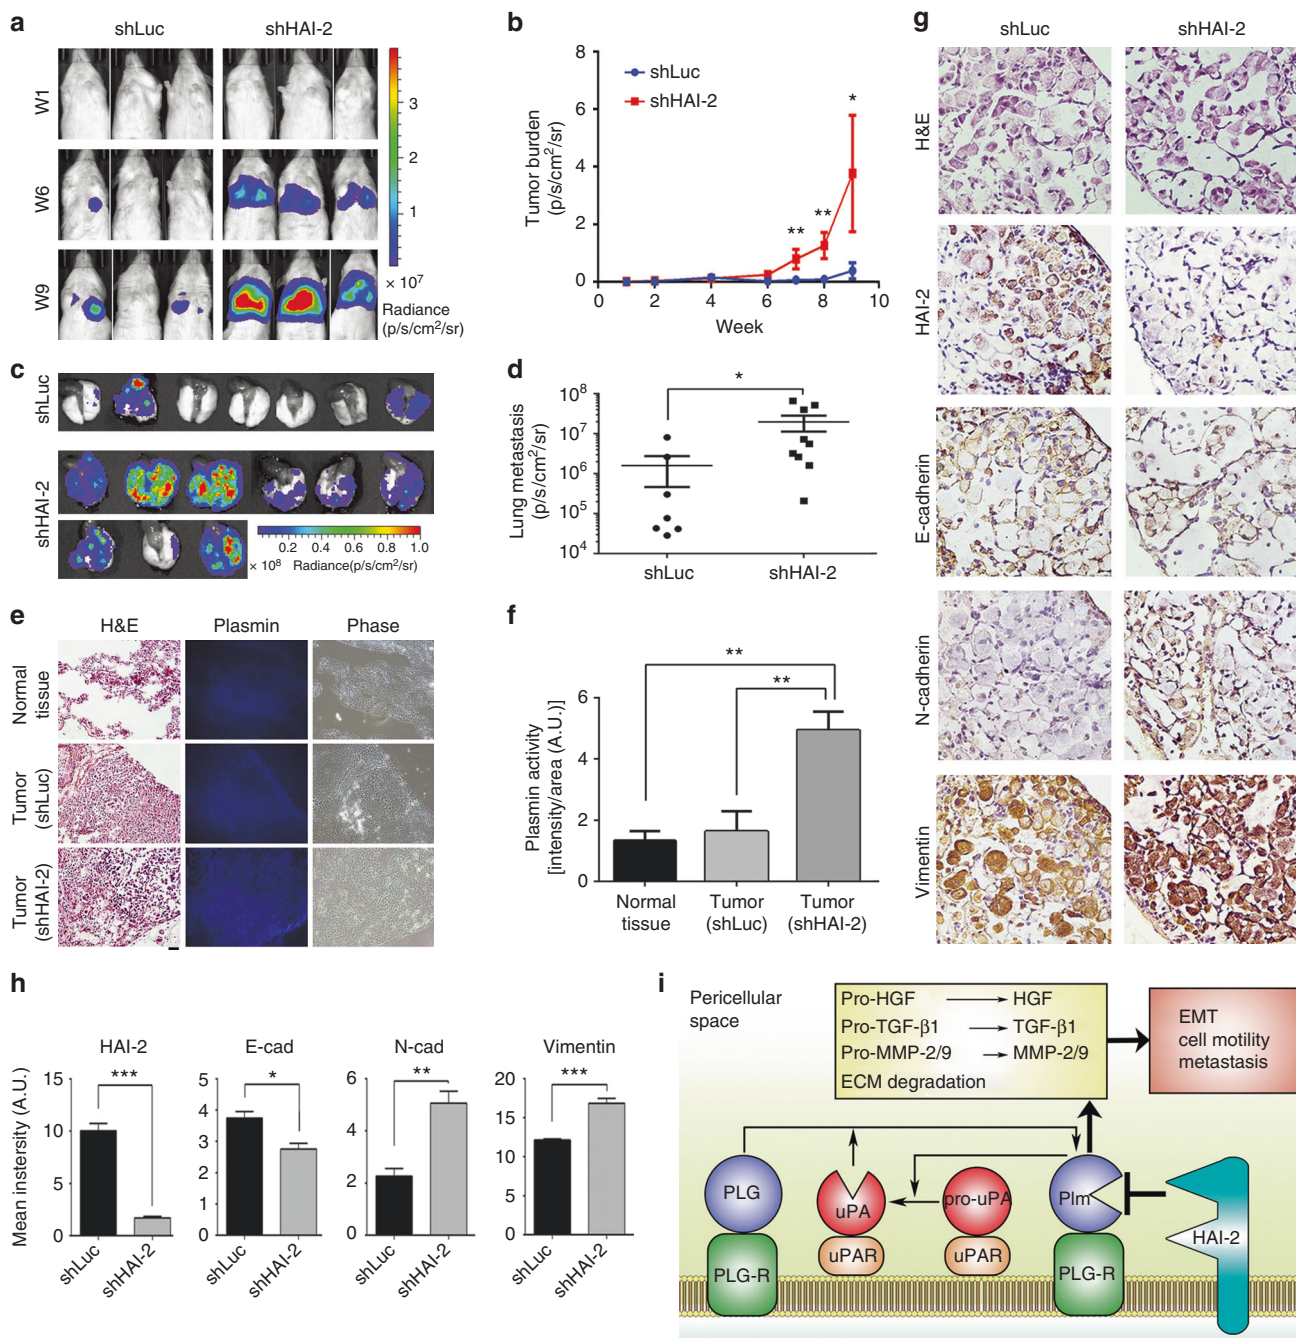 a
shLuc
shHAI-2
W1
W6
W9
3
2
1
× 10⁷
Radiance
(p/s/cm²/sr)
b
Tumor burden
(p/s/cm²/sr)
8
6
4
2
0
shLuc
shHAI-2
**
**
*
0
2
4
6
8
10
Week
c
shLuc
shHAI-2
0.2
0.4
0.6
0.8
1.0
× 10⁸ Radiance(p/s/cm²/sr)
d
Lung metastasis
(p/s/cm²/sr)
10⁸
10⁷
10⁶
10⁵
10⁴
*
shLuc
shHAI-2
e
H&E
Plasmin
Phase
Normal
tissue
Tumor
(shLuc)
Tumor
(shHAI-2)
f
Plasmin activity
[intensity/area (A.U.)]
6
4
2
0
**
**
Normal
tissue
Tumor
(shLuc)
Tumor
(shHAI-2)
g
shLuc
shHAI-2
H&E
HAI-2
E-cadherin
N-cadherin
Vimentin
h
Mean instersity (A.U.)
HAI-2
15
10
5
0
***
shLuc
shHAI-2
E-cad
5
4
3
2
1
0
*
shLuc
shHAI-2
N-cad
6
4
2
0
**
shLuc
shHAI-2
Vimentin
20
15
10
5
0
***
shLuc
shHAI-2
i
Pericellular
space
Pro-HGF
HGF
Pro-TGF-β1
TGF-β1
Pro-MMP-2/9
MMP-2/9
ECM degradation
EMT
cell motility
metastasis
PLG
uPA
pro-uPA
Plm
HAI-2
PLG-R
uPAR
uPAR
PLG-R